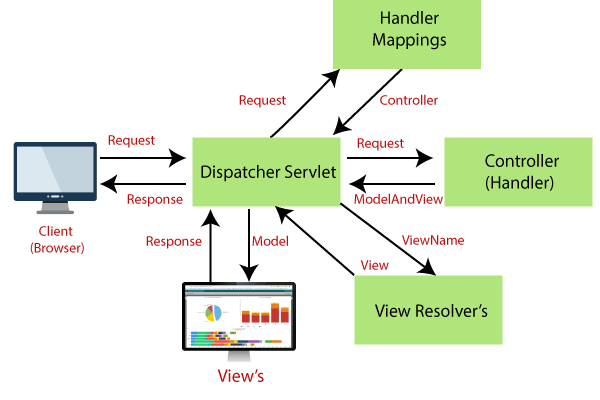 Handler
Mappings
Request
Controller
Request
Dispatcher Servlet
Request
Controller
(Handler)
Response
ModelAndView
Client
(Browser)
Response
Model
ViewName
View
View Resolver's
View's